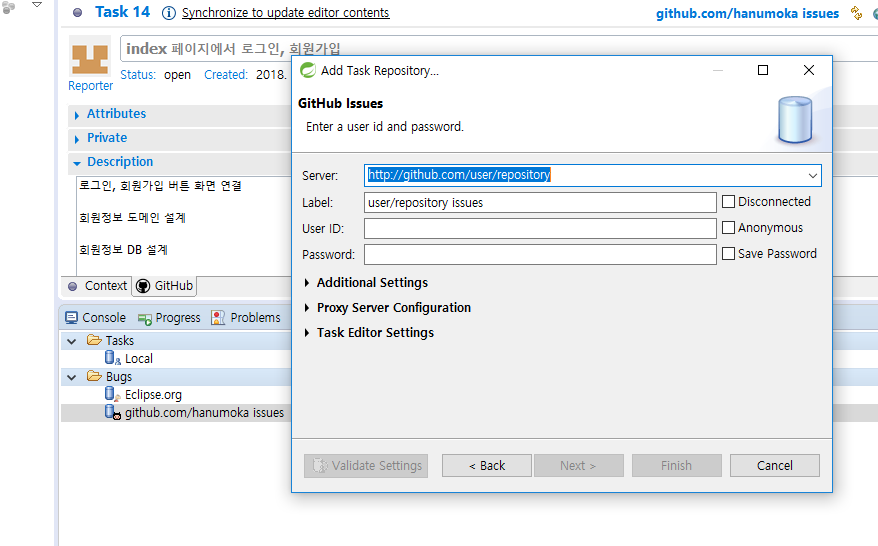 Task 14
Synchronize to update editor contents
github.com/hanumoka issues
index 페이지에서 로그인, 회원가입
Reporter
Status: open Created: 2018.
Attributes
Private
Description
로그인, 회원가입 버튼 화면 연결
회원정보 도메인 설계
회원정보 DB 설계
Context
GitHub
Console
Progress
Problems
Tasks
Local
Bugs
Eclipse.org
github.com/hanumoka issues
Add Task Repository...
GitHub Issues
Enter a user id and password.
Server: http://github.com/user/repository
Label: user/repository issues Disconnected
User ID: Anonymous
Password: Save Password
Additional Settings
Proxy Server Configuration
Task Editor Settings
Validate Settings < Back Next > Finish Cancel